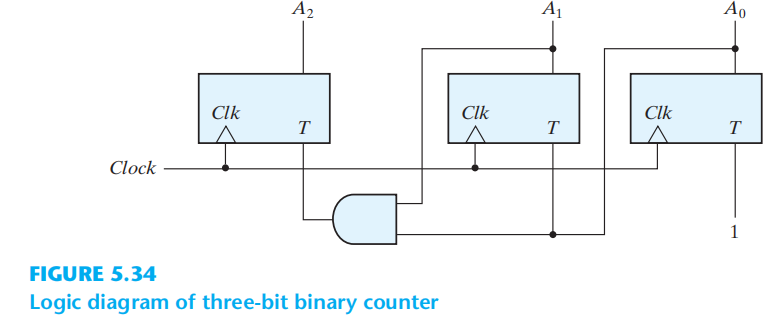 A2 A1 A0
Clk Clk Clk
T T T
Clock
1
FIGURE 5.34
Logic diagram of three-bit binary counter